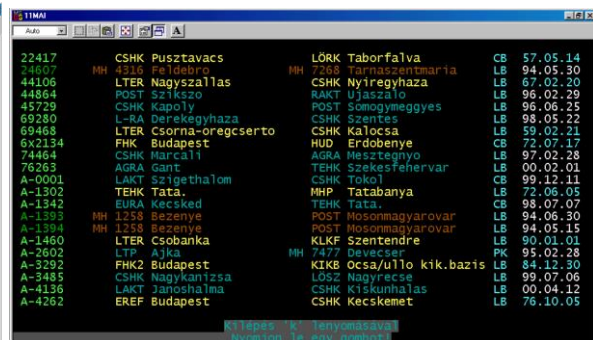 11MAI
Auto
A
22417 CSHK Pusztavacs LÖRK Taborfalva CB 57.05.14
24607 MH 4316 Feldebro MH 7268 Tarnaszentmaria LB 94.05.30
44106 LTER Nagyszallas CSHK Nyiregyhaza LB 67.02.20
44864 POST Szikszo RAKT Ujaszalo LB 96.02.29
45729 CSHK Kapoly POST Somogymeggyes LB 96.06.25
69280 L-RA Derekegyhaza CSHK Szentes LB 98.05.22
69468 LTER Csorna-oregcserto CSHK Kalocsa LB 59.02.21
6x2134 FHK Budapest HUD Erdobenye CB 72.07.17
74464 CSHK Marcali AGRA Mesztegnyo LB 97.02.28
76263 AGRA Gant TEHK Szekesfehervar LB 00.02.01
A-0001 LAKT Szigethalom CSHK Tokol CB 99.12.11
A-1302 TEHK Tata. MHP Tatabanya LB 72.06.05
A-1342 EURA Kecsked TEHK Tata. CB 98.07.07
A-1393 MH 1258 Bezenye POST Mosonmagyarovar LB 94.06.30
A-1394 MH 1258 Bezenye POST Mosonmagyarovar LB 94.05.15
A-1460 LTER Csobanka KLKF Szentendre LB 90.01.01
A-2602 LTP Ajka MH 7477 Devecser PK 95.02.28
A-3292 FHK2 Budapest KIKB Ocsa/ullo kik.bazis LB 84.12.30
A-3485 CSHK Nagykanizsa LÖSZ Nagyrecse LB 99.07.06
A-4136 LAKT Janoshalma CSHK Kiskunhalas LB 00.04.12
A-4262 EREF Budapest CSHK Kecskemet LB 76.10.05
Kilépés 'k' lenyomásával
Nyomjon le egy gombot!